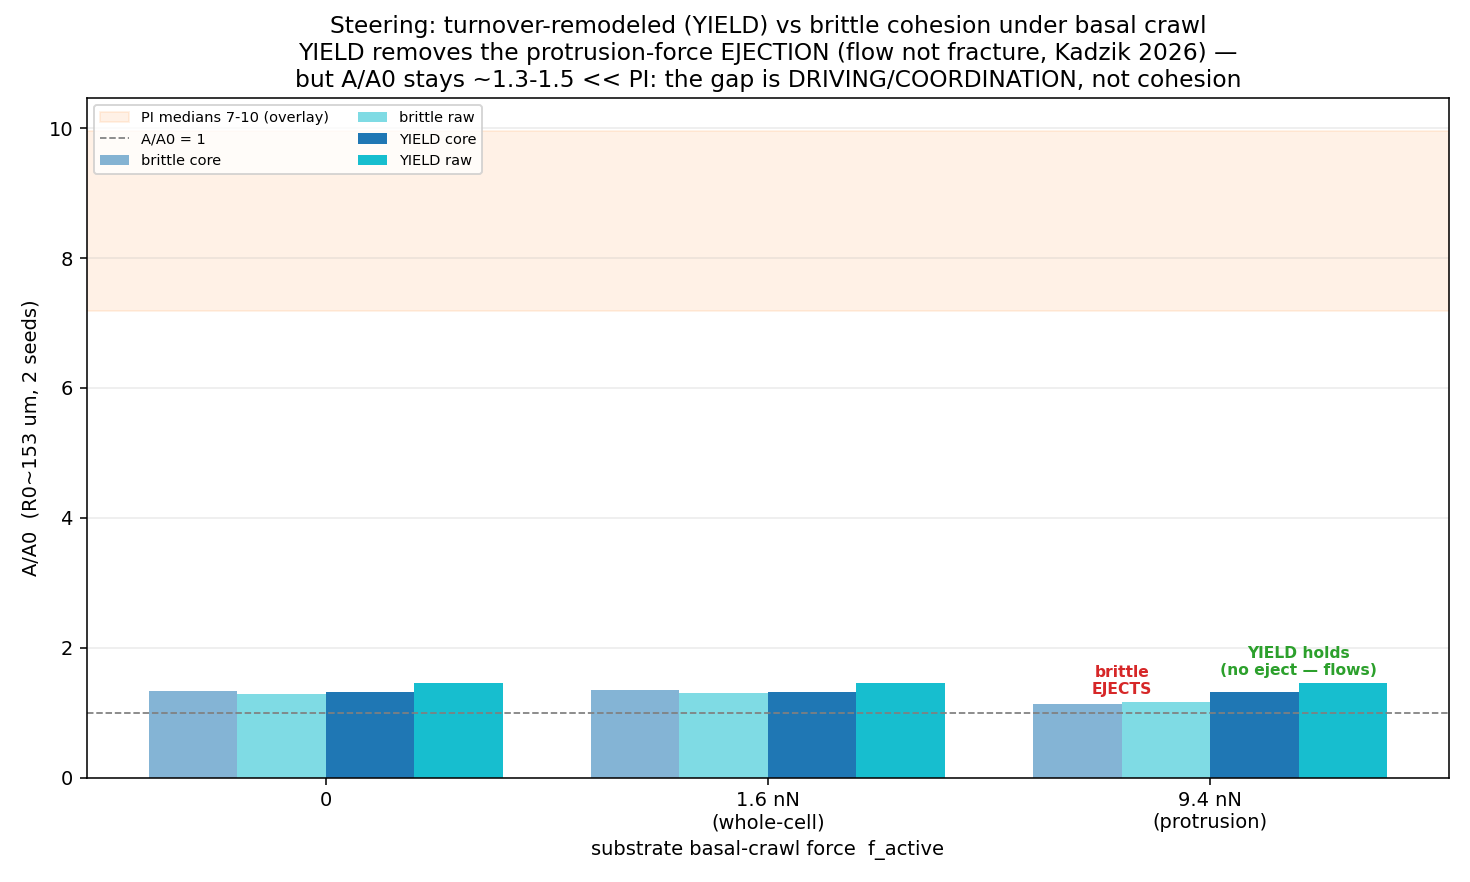 Steering: turnover-remodeled (YIELD) vs brittle cohesion under basal crawl
YIELD removes the protrusion-force EJECTION (flow not fracture, Kadzik 2026) —
but A/A0 stays ~1.3-1.5 << PI: the gap is DRIVING/COORDINATION, not cohesion
PI medians 7-10 (overlay)
A/A0 = 1
brittle core
brittle raw
YIELD core
YIELD raw
A/A0  (R0~153 um, 2 seeds)
10
8
6
4
2
0
brittle
EJECTS
YIELD holds
(no eject — flows)
0
1.6 nN
(whole-cell)
9.4 nN
(protrusion)
substrate basal-crawl force  f_active